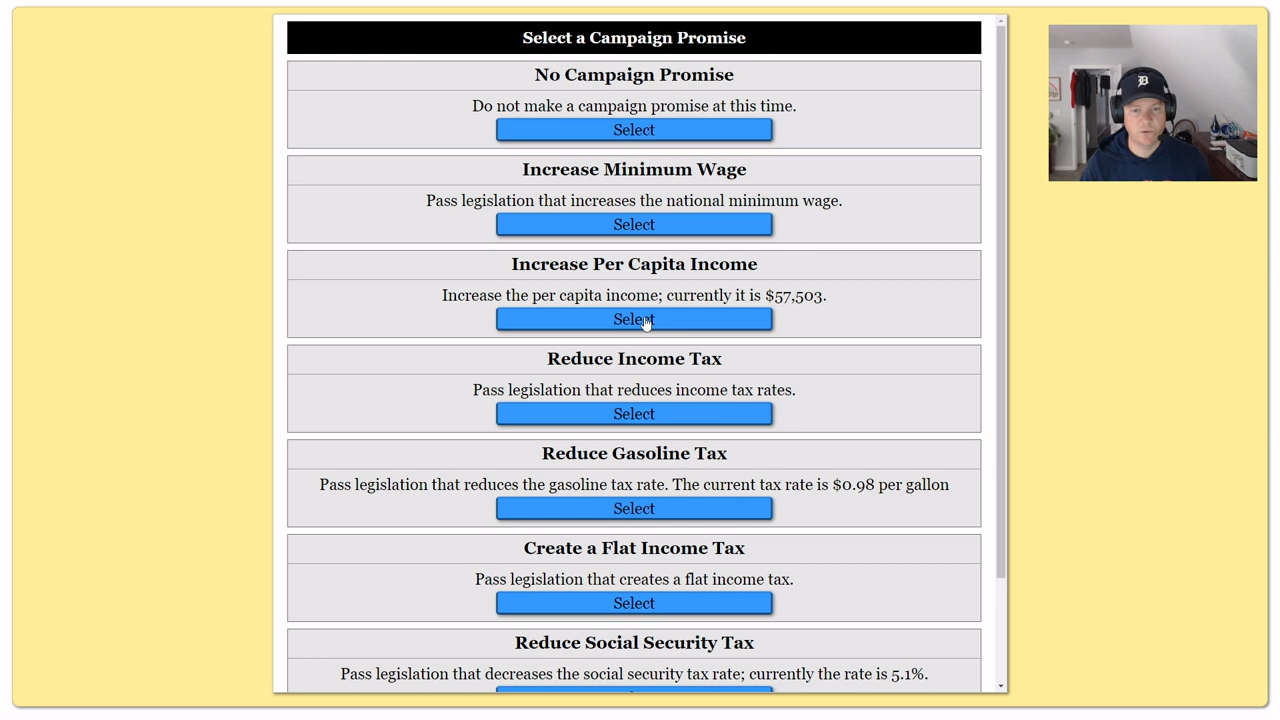 Select a Campaign Promise
No Campaign Promise
Do not make a campaign promise at this time.
Select
Increase Minimum Wage
Pass legislation that increases the national minimum wage.
Select
Increase Per Capita Income
Increase the per capita income; currently it is $57,503.
Select
Reduce Income Tax
Pass legislation that reduces income tax rates.
Select
Reduce Gasoline Tax
Pass legislation that reduces the gasoline tax rate. The current tax rate is $0.98 per gallon
Select
Create a Flat Income Tax
Pass legislation that creates a flat income tax.
Select
Reduce Social Security Tax
Pass legislation that decreases the social security tax rate; currently the rate is 5.1%.